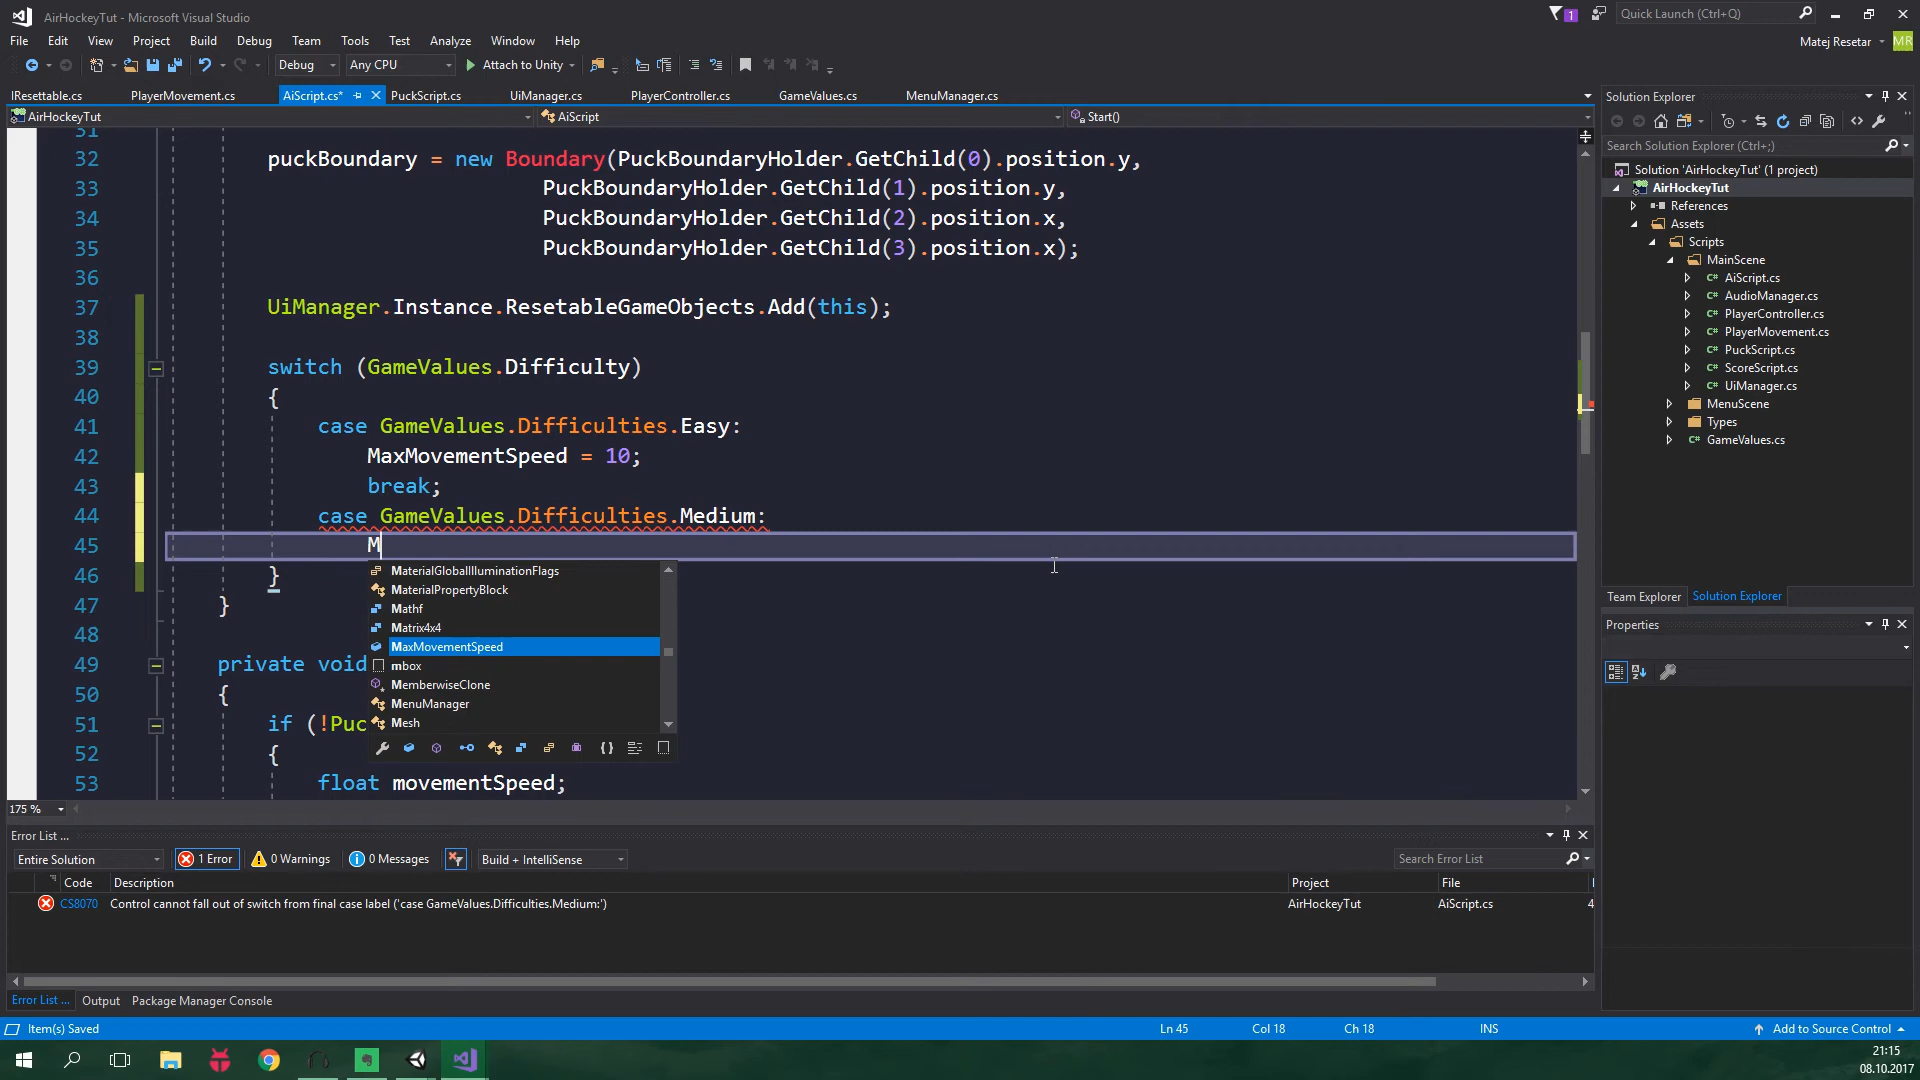 AirHockeyTut - Microsoft Visual Studio
1
Quick Launch (Ctrl+Q)
File Edit View Project Build Debug Team Tools Test Analyze Window Help
Matej Resetar MR
Debug Any CPU Attach to Unity
IResettable.cs PlayerMovement.cs AiScript.cs* PuckScript.cs UiManager.cs PlayerController.cs GameValues.cs MenuManager.cs
AirHockeyTut AiScript Start()
31
32 puckBoundary = new Boundary(PuckBoundaryHolder.GetChild(0).position.y,
33 PuckBoundaryHolder.GetChild(1).position.y,
34 PuckBoundaryHolder.GetChild(2).position.x,
35 PuckBoundaryHolder.GetChild(3).position.x);
36
37 UiManager.Instance.ResetableGameObjects.Add(this);
38
39 switch (GameValues.Difficulty)
40 {
41 case GameValues.Difficulties.Easy:
42 MaxMovementSpeed = 10;
43 break;
44 case GameValues.Difficulties.Medium:
45 M
46 }
47 }
48
49 private void
50 {
51 if (!Puc
52 {
53 float movementSpeed;
MaterialGlobalIlluminationFlags
MaterialPropertyBlock
Mathf
Matrix4x4
MaxMovementSpeed
mbox
MemberwiseClone
MenuManager
Mesh
175 %
Solution Explorer
Search Solution Explorer (Ctrl+;)
Solution 'AirHockeyTut' (1 project)
AirHockeyTut
References
Assets
Scripts
MainScene
AiScript.cs
AudioManager.cs
PlayerController.cs
PlayerMovement.cs
PuckScript.cs
ScoreScript.cs
UiManager.cs
MenuScene
Types
GameValues.cs
Team Explorer Solution Explorer
Properties
Error List ...
Entire Solution 1 Error 0 Warnings 0 Messages Build + IntelliSense Search Error List
Code Description Project File
CS8070 Control cannot fall out of switch from final case label ('case GameValues.Difficulties.Medium:') AirHockeyTut AiScript.cs 4
Error List ... Output Package Manager Console
Item(s) Saved Ln 45 Col 18 Ch 18 INS Add to Source Control
21:15
08.10.2017